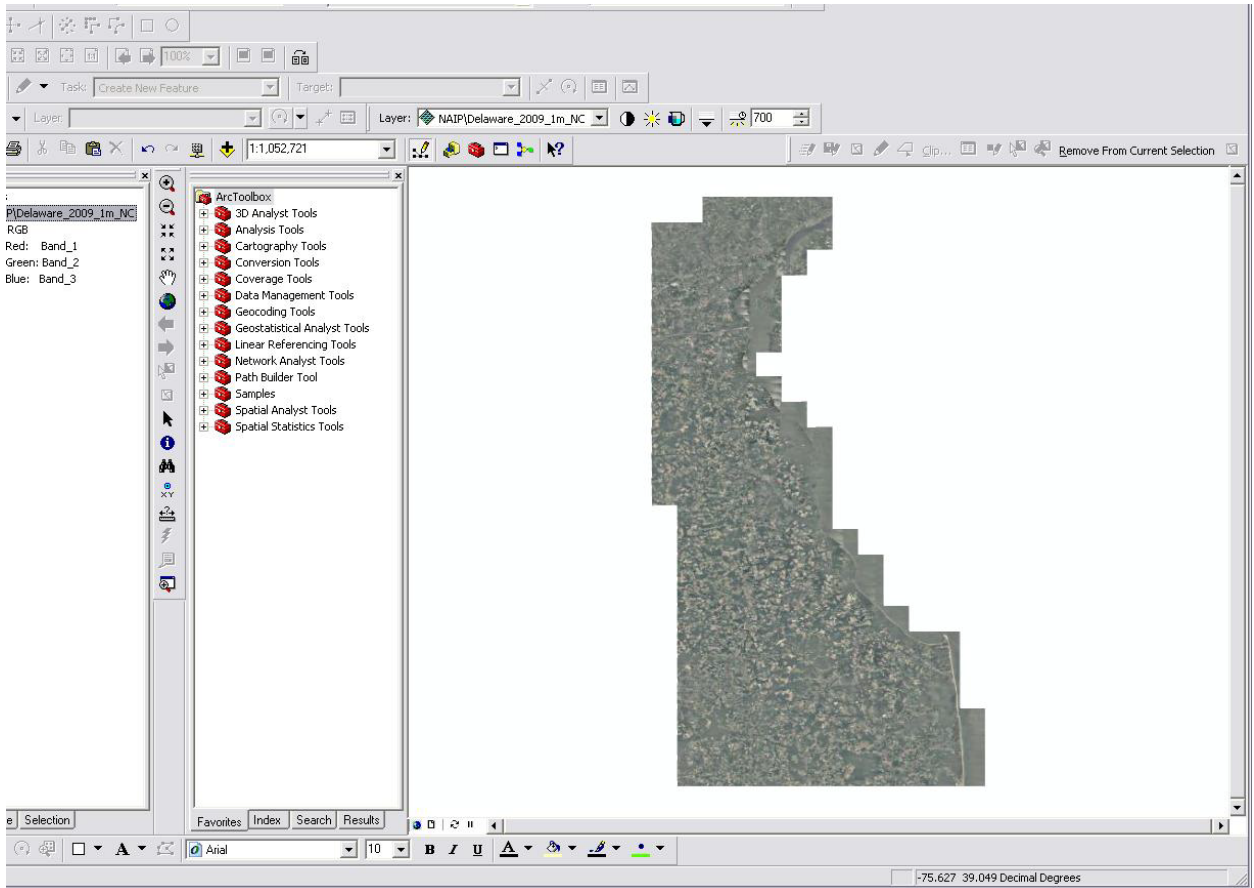 100%
Task: Create New Feature Target:
Layer: Layer: NAIP\Delaware_2009_1m_NC 700
1:1,052,721 Clip... Remove From Current Selection
P\Delaware_2009_1m_NC
RGB
Red: Band_1
Green: Band_2
Blue: Band_3
XY
ArcToolbox
3D Analyst Tools
Analysis Tools
Cartography Tools
Conversion Tools
Coverage Tools
Data Management Tools
Geocoding Tools
Geostatistical Analyst Tools
Linear Referencing Tools
Network Analyst Tools
Path Builder Tool
Samples
Spatial Analyst Tools
Spatial Statistics Tools
e Selection Favorites Index Search Results
A Arial 10 B I U A
-75.627 39.049 Decimal Degrees